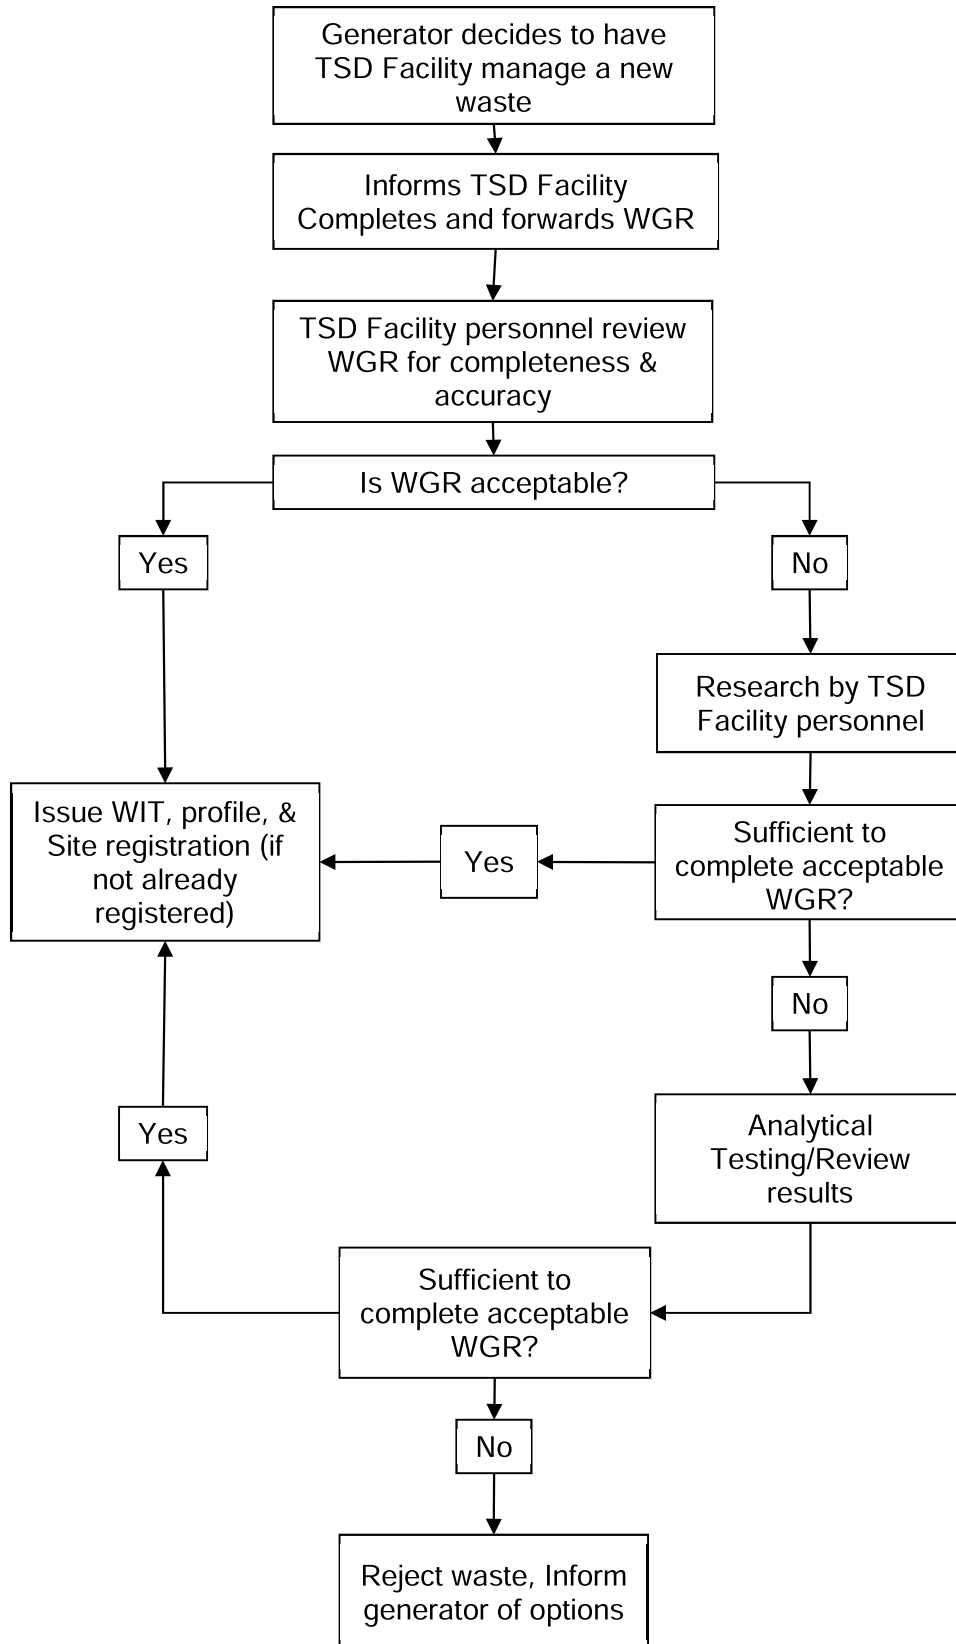 Generator decides to have
TSD Facility manage a new
waste
Informs TSD Facility
Completes and forwards WGR
TSD Facility personnel review
WGR for completeness &
accuracy
Is WGR acceptable?
Yes
No
Research by TSD
Facility personnel
Issue WIT, profile, &
Site registration (if
not already
registered)
Yes
Sufficient to
complete acceptable
WGR?
No
Analytical
Testing/Review
results
Yes
Sufficient to
complete acceptable
WGR?
No
Reject waste, Inform
generator of options